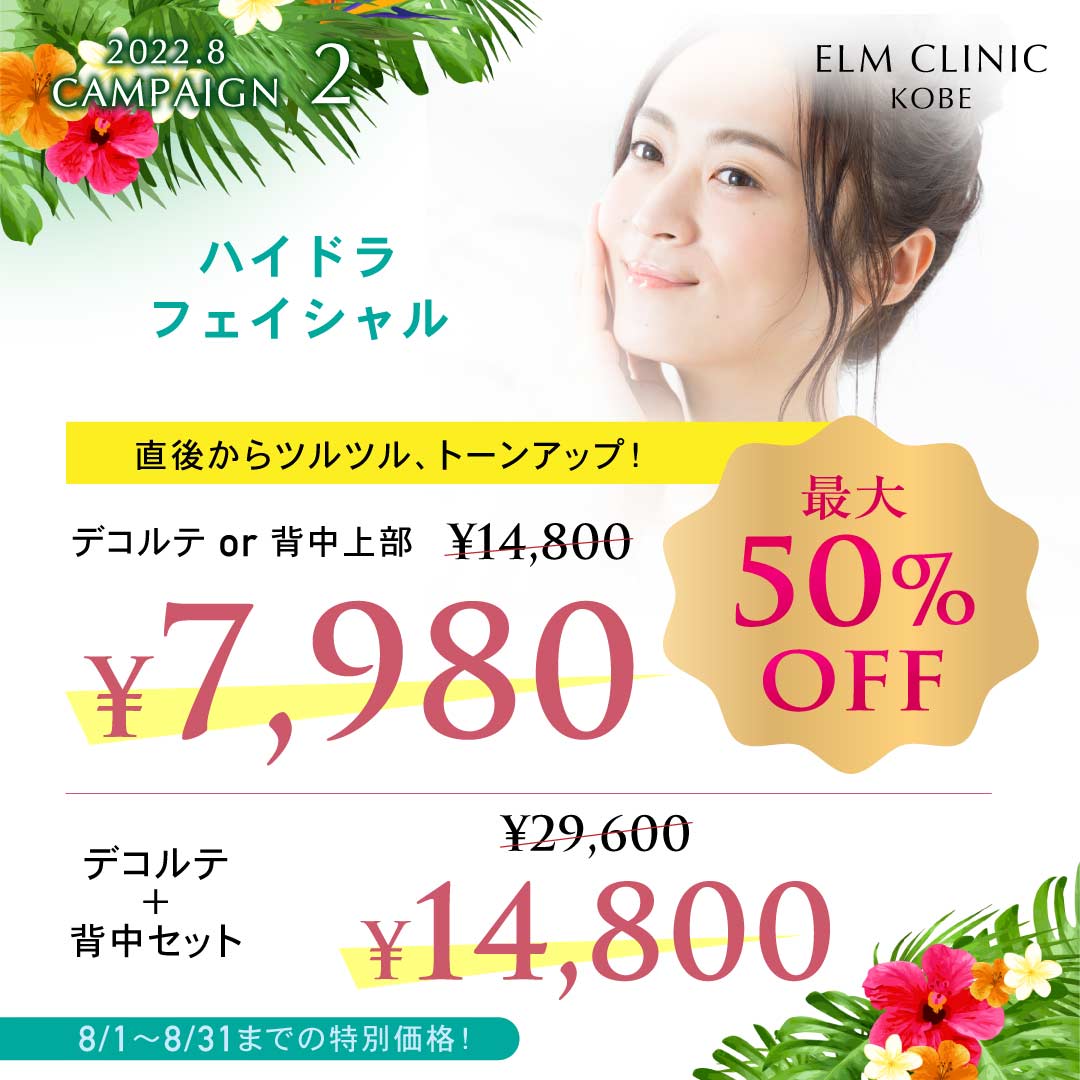 2022.8
CAMPAIGN 2
ELM CLINIC
KOBE
ハイドラ
フェイシャル
直後からツルツル、トーンアップ!
デコルテ or 背中上部 ¥14,800
¥7,980
最大
50%
OFF
¥29,600
デコルテ
+
背中セット
¥14,800
8/1〜8/31までの特別価格!